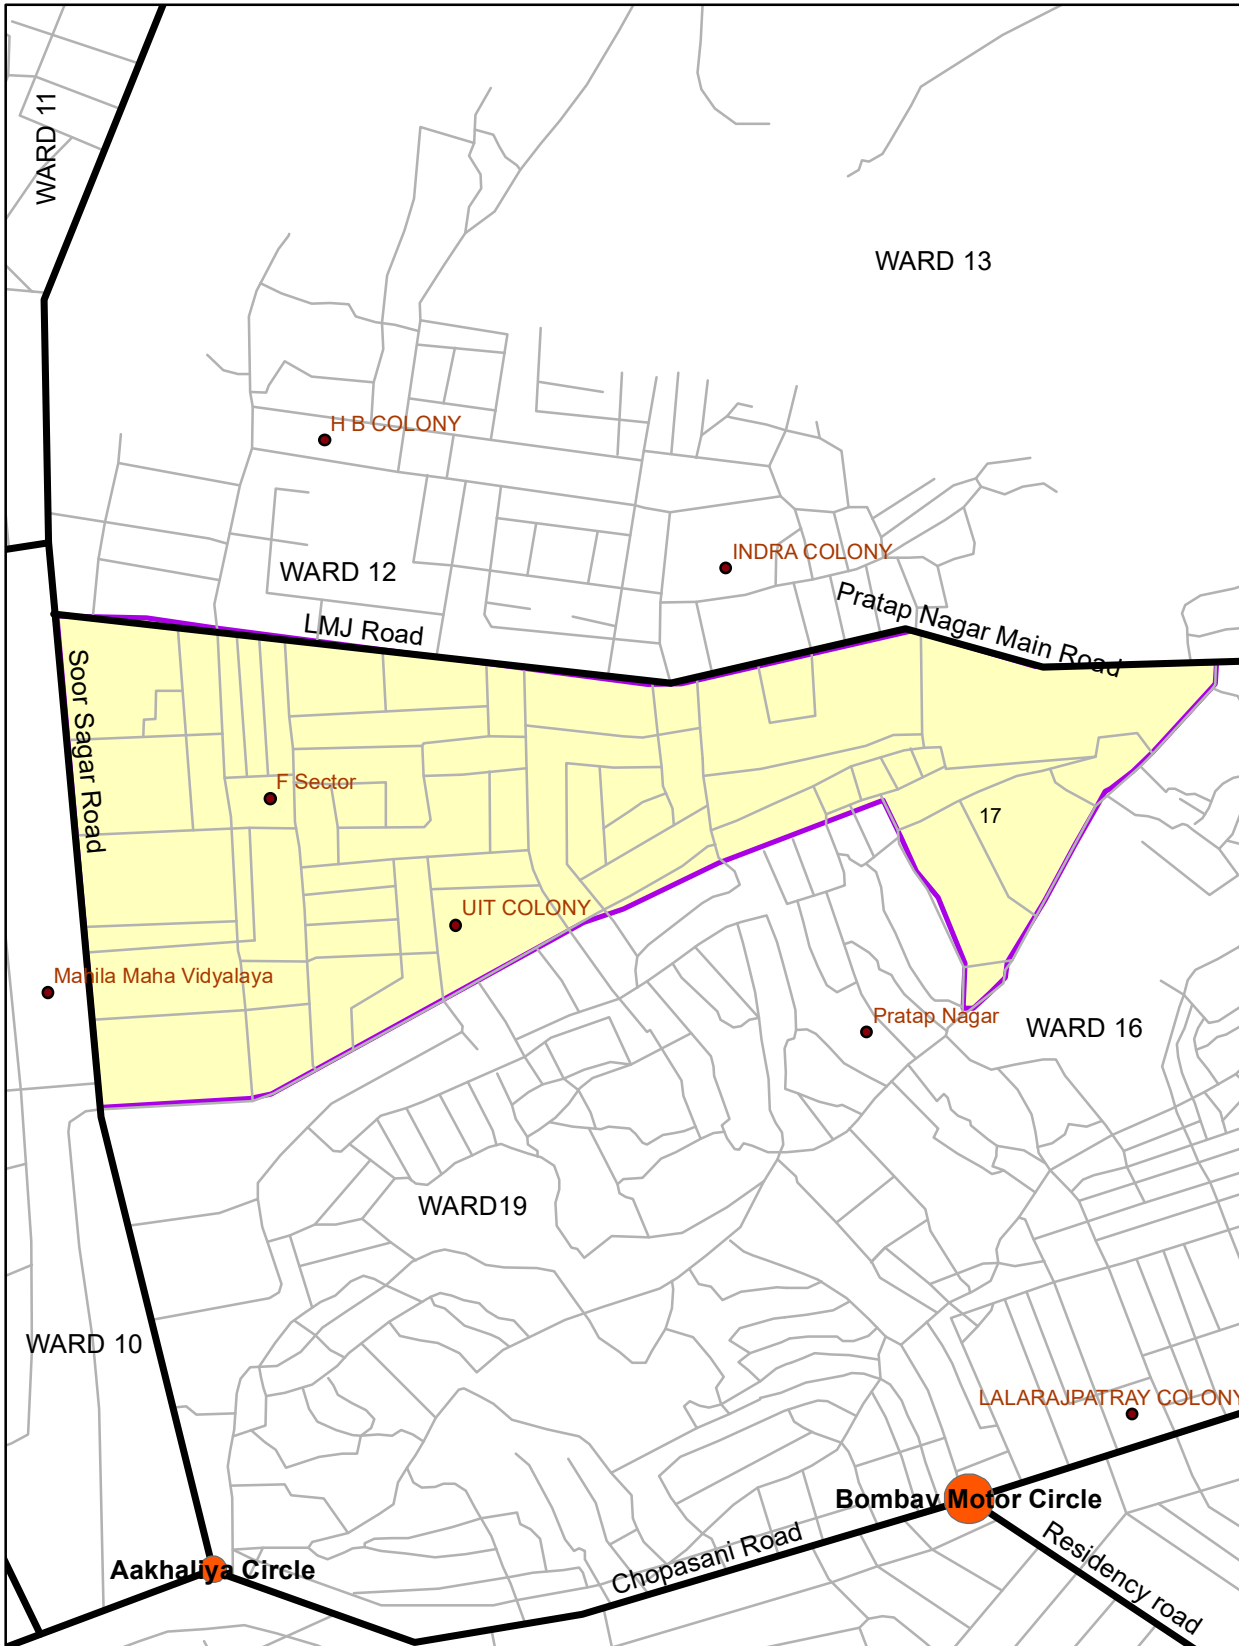 WARD 11
WARD 13
H B COLONY
INDRA COLONY
WARD 12
Pratap Nagar Main Road
LMJ Road
Soor Sagar Road
F Sector
17
UIT COLONY
Mahila Maha Vidyalaya
Pratap Nagar
WARD 16
WARD19
WARD 10
LALARAJPATRAY COLONY
Bombay Motor Circle
Chopasani Road
Residency road
Aakhaliya Circle